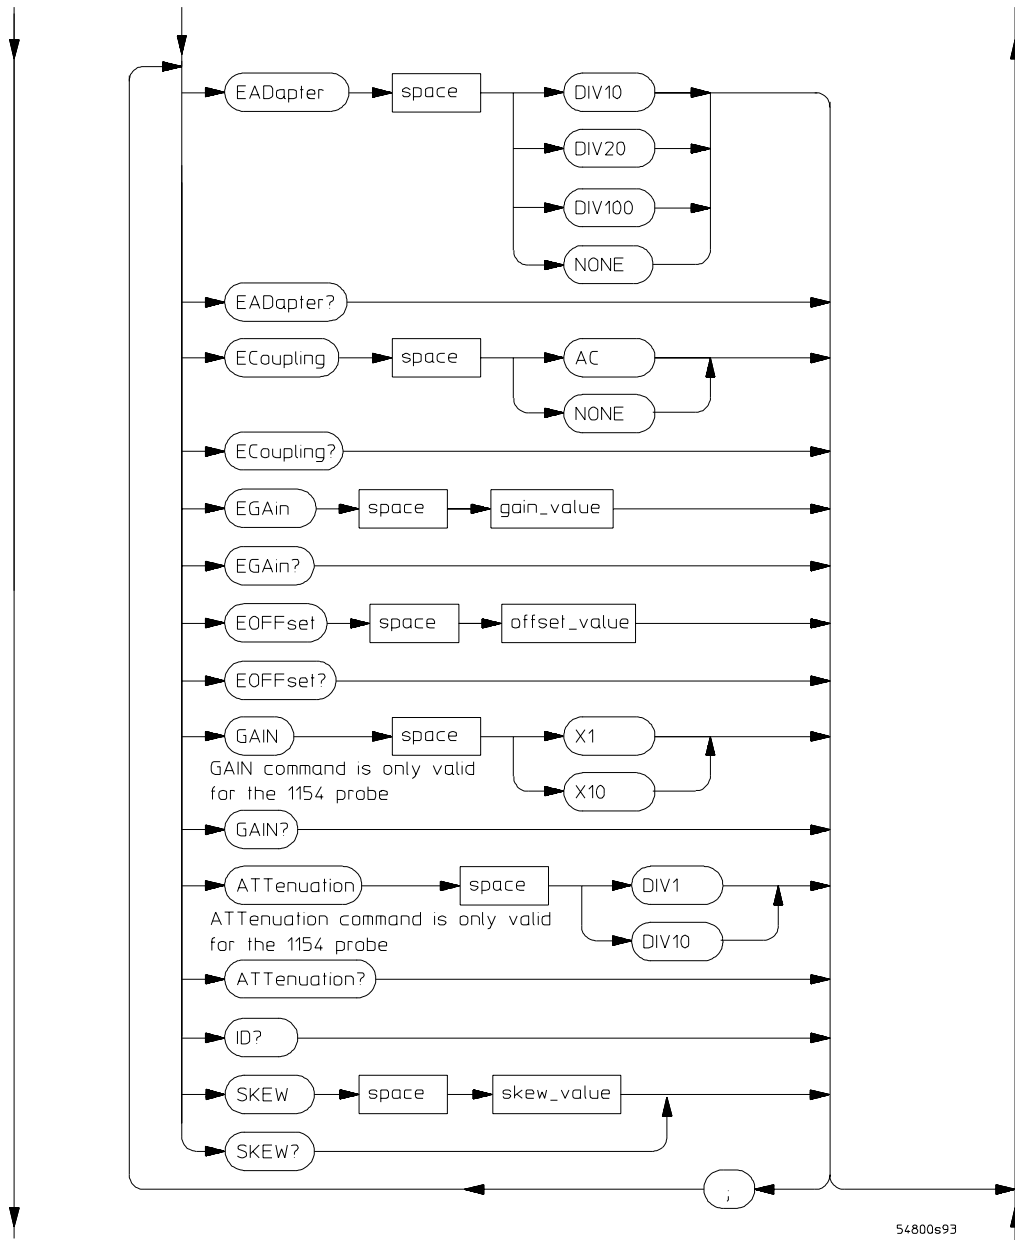 EADapter space DIV10
DIV20
DIV100
NONE
EADapter?
ECoupling space AC
NONE
ECoupling?
EGAin space gain_value
EGAin?
EOFFset space offset_value
EOFFset?
GAIN space X1
GAIN command is only valid
for the 1154 probe
X10
GAIN?
ATTenuation space DIV1
ATTenuation command is only valid
for the 1154 probe
DIV10
ATTenuation?
ID?
SKEW space skew_value
SKEW?
;
54800s93